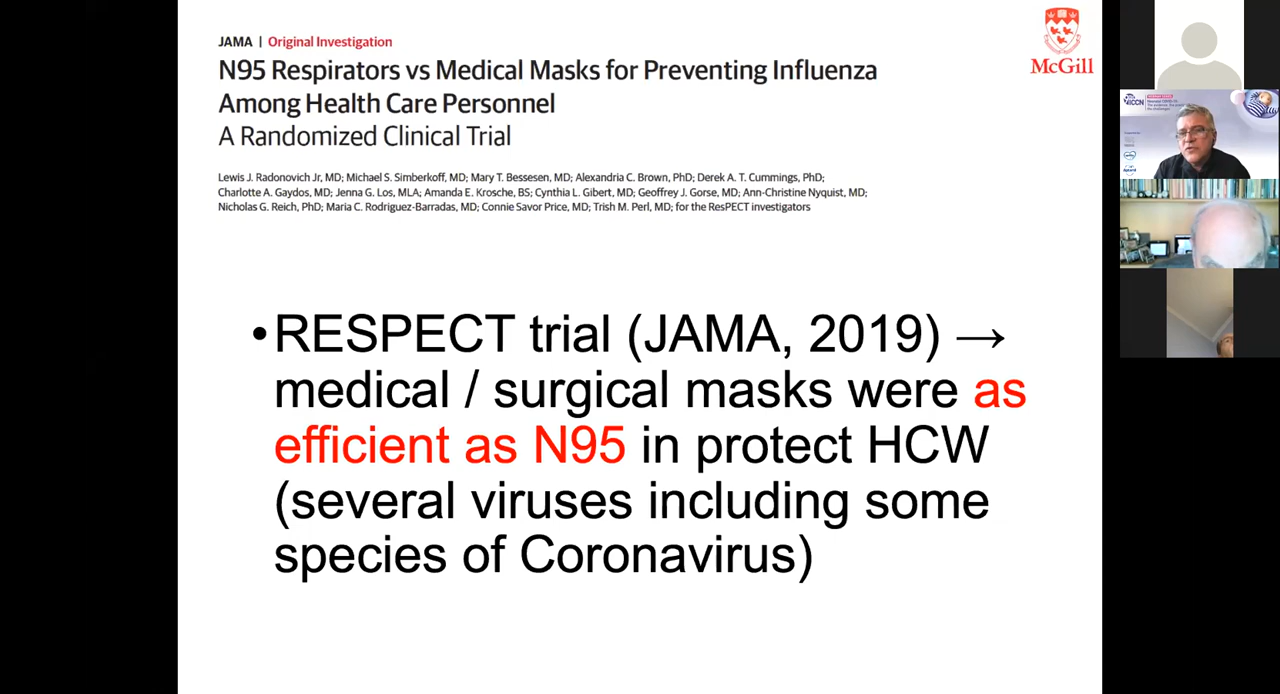 JAMA | Original Investigation
N95 Respirators vs Medical Masks for Preventing Influenza
Among Health Care Personnel
A Randomized Clinical Trial
Lewis J. Radonovich Jr, MD; Michael S. Simberkoff, MD; Mary T. Bessesen, MD; Alexandria C. Brown, PhD; Derek A. T. Cummings, PhD;
Charlotte A. Gaydos, MD; Jenna G. Los, MLA; Amanda E. Krosche, BS; Cynthia L. Gibert, MD; Geoffrey J. Gorse, MD; Ann-Christine Nyquist, MD;
Nicholas G. Reich, PhD; Maria C. Rodriguez-Barradas, MD; Connie Savor Price, MD; Trish M. Perl, MD; for the ResPECT investigators
McGill
•RESPECT trial (JAMA, 2019) →
medical / surgical masks were as
efficient as N95 in protect HCW
(several viruses including some
species of Coronavirus)